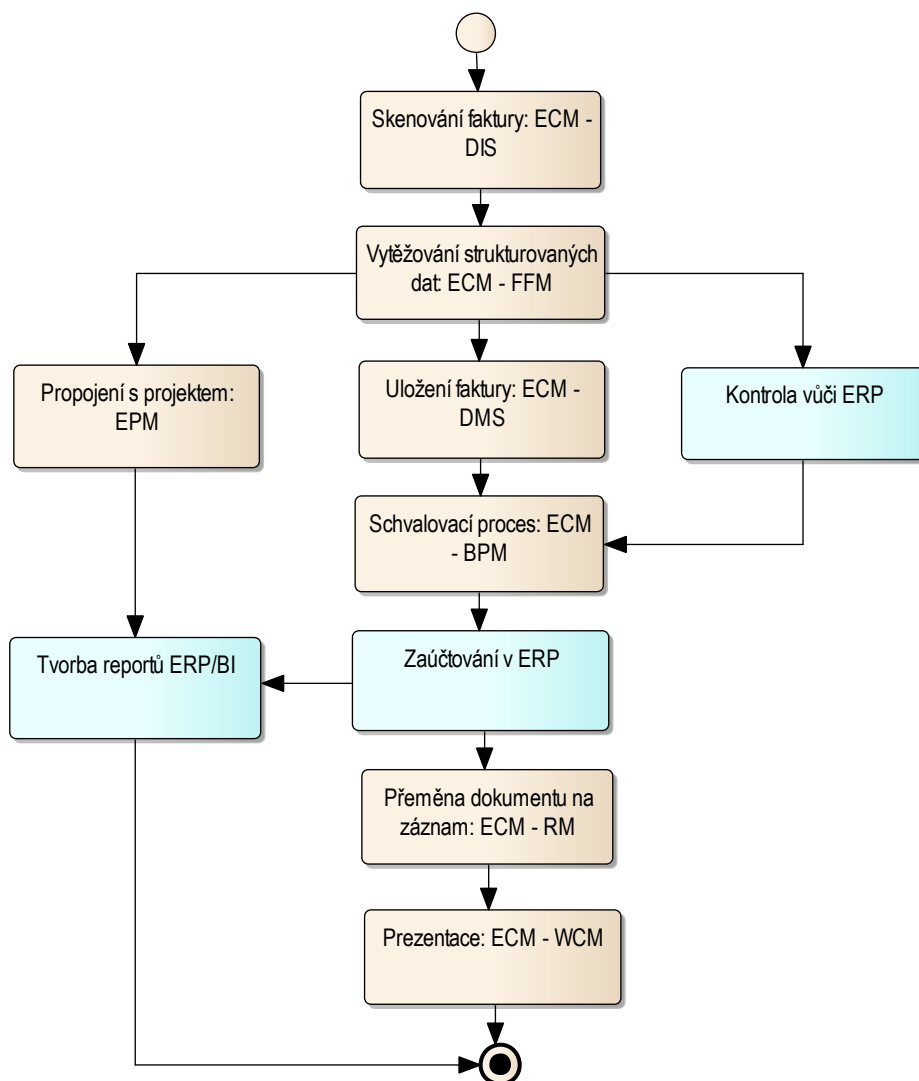 Skenování faktury: ECM -
DIS
Vytěžování strukturovaných
dat: ECM - FFM
Propojení s projektem:
EPM
Uložení faktury: ECM -
DMS
Kontrola vůči ERP
Schvalovací proces: ECM
- BPM
Tvorba reportů ERP/BI
Zaúčtování v ERP
Přeměna dokumentu na
záznam: ECM - RM
Prezentace: ECM - WCM